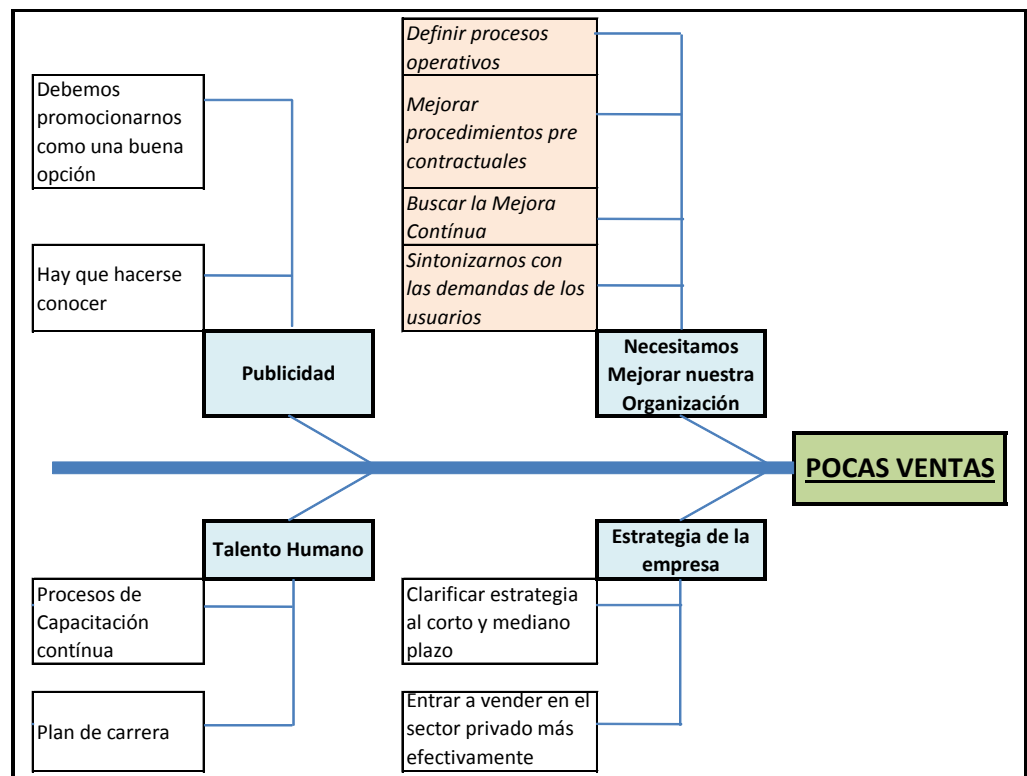 Definir procesos
operativos
Debemos
promocionarnos
como una buena
opción
Mejorar
procedimientos pre
contractuales
Buscar la Mejora
Contínua
Hay que hacerse
conocer
Sintonizarnos con
las demandas de los
usuarios
Publicidad
Necesitamos
Mejorar nuestra
Organización
POCAS VENTAS
Talento Humano
Estrategia de la
empresa
Procesos de
Capacitación
contínua
Clarificar estrategia
al corto y mediano
plazo
Plan de carrera
Entrar a vender en el
sector privado más
efectivamente